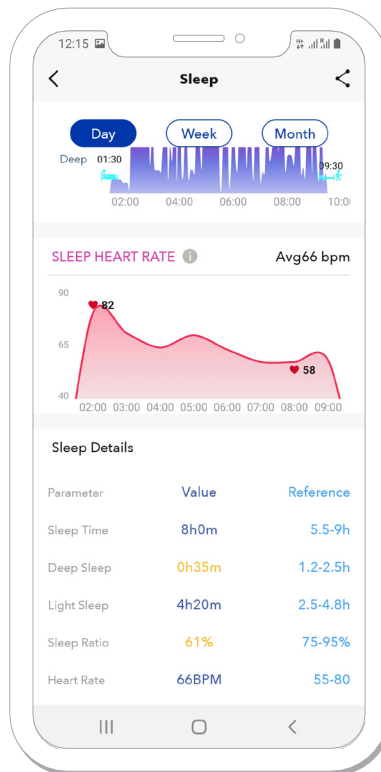 12:15
Sleep
Day Week Month
Deep 01:30 09:30
02:00 04:00 06:00 08:00 10:0
SLEEP HEART RATE i Avg66 bpm
90
82
65
58
40
02:00 03:00 04:00 05:00 06:00 07:00 08:00 09:00
Sleep Details
Parameter Value Reference
Sleep Time 8h0m 5.5-9h
Deep Sleep 0h35m 1.2-2.5h
Light Sleep 4h20m 2.5-4.8h
Sleep Ratio 61% 75-95%
Heart Rate 66BPM 55-80